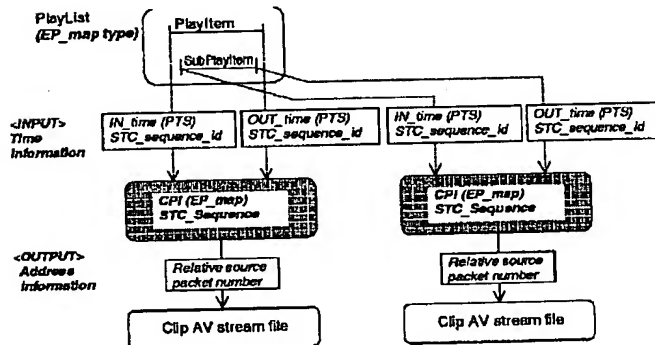 PlayList
(EP_map type)
PlayItem
SubPlayItem
<INPUT>
Time
Information
IN_time (PTS)
STC_sequence_id
OUT_time (PTS)
STC_sequence_id
IN_time (PTS)
STC_sequence_id
OUT_time (PTS)
STC_sequence_id
CPI (EP_map)
STC_Sequence
CPI (EP_map)
STC_Sequence
<OUTPUT>
Address
Information
Relative source
packet number
Relative source
packet number
Clip AV stream file
Clip AV stream file